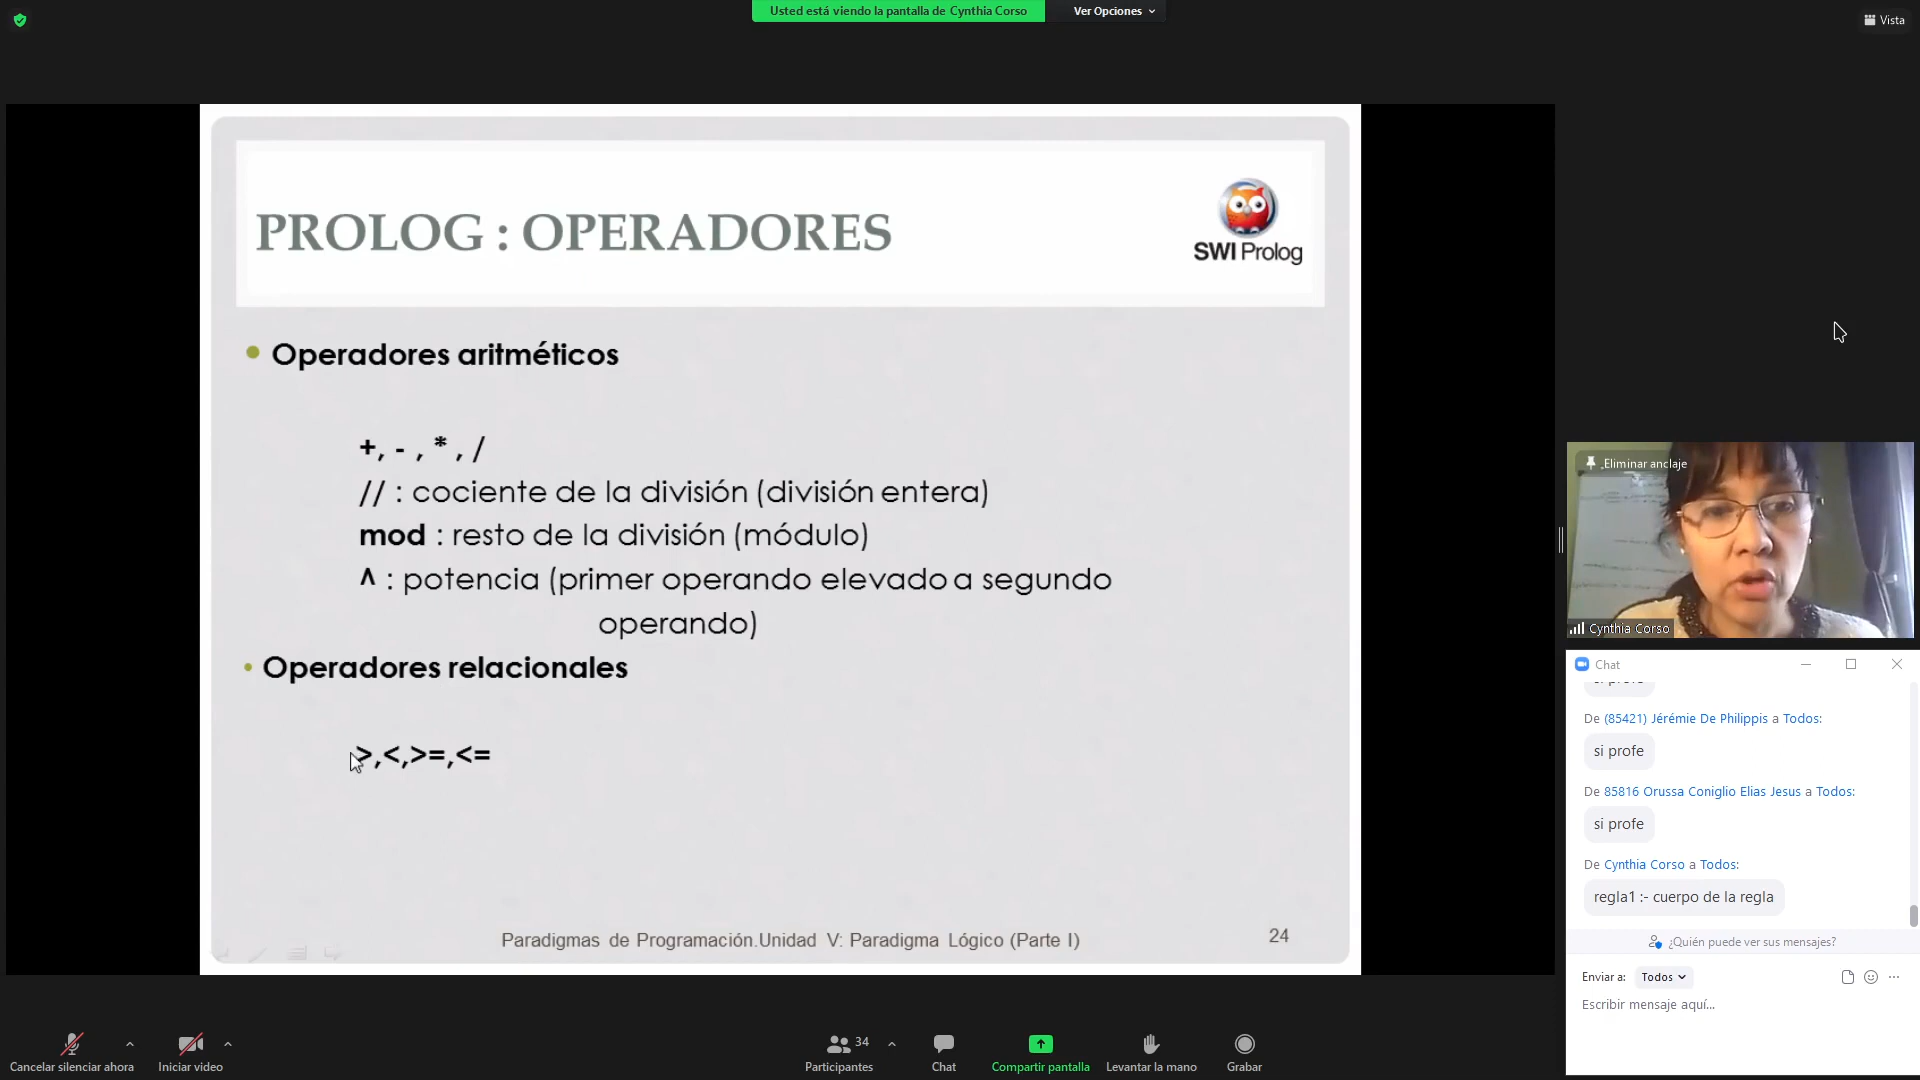 Usted está viendo la pantalla de Cynthia Corso
Ver Opciones
Vista
PROLOG : OPERADORES
SWI Prolog
Operadores aritméticos
+, - , * , /
// : cociente de la división (división entera)
mod : resto de la división (módulo)
^ : potencia (primer operando elevado a segundo
operando)
Operadores relacionales
>,<,>=,<=
Paradigmas de Programación.Unidad V: Paradigma Lógico (Parte I)
24
Eliminar anclaje
Cynthia Corso
Chat
si profe
De (85421) Jérémie De Philippis a Todos:
si profe
De 85816 Orussa Coniglio Elias Jesus a Todos:
si profe
De Cynthia Corso a Todos:
regla1 :- cuerpo de la regla
¿Quién puede ver sus mensajes?
Enviar a: Todos
Escribir mensaje aquí...
Cancelar silenciar ahora
Iniciar video
34
Participantes
Chat
Compartir pantalla
Levantar la mano
Grabar